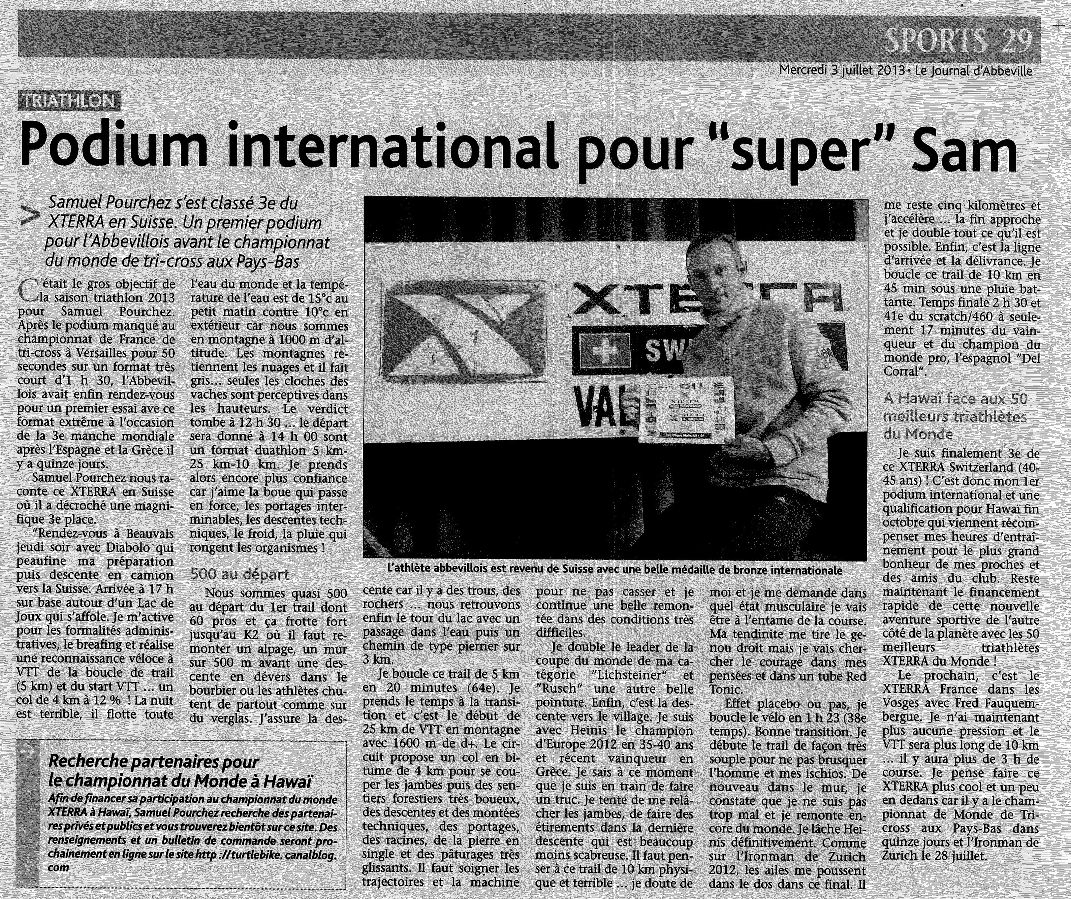 SPORTS 29
Mercredi 3 juillet 2013 • Le Journal d'Abbeville
TRIATHLON
Podium international pour "super" Sam
> Samuel Pourchez s'est classé 3e du
XTERRA en Suisse. Un premier podium
pour l'Abbevillois avant le championnat
du monde de tri-cross aux Pays-Bas
C'était le gros objectif de
la saison triathlon 2013
pour Samuel Pourchez.
Après le podium manqué au
championnat de France de
tri-cross à Versailles pour 50
secondes sur un format très
court d'1 h 30, l'Abbevil-
lois avait enfin rendez-vous
pour un premier essai ave ce
format extrême à l'occasion
de la 3e manche mondiale
après l'Espagne et la Grèce il
y a quinze jours.
Samuel Pourchez nous ra-
conte ce XTERRA en Suisse
où il a décroché une magni-
fique 3e place.
"Rendez-vous à Beauvais
jeudi soir avec Diabolo qui
peaufine ma préparation
puis descente en camion
vers la Suisse. Arrivée à 17 h
sur base autour d'un Lac de
Joux qui s'affole. Je m'active
pour les formalités adminis-
tratives, le breafing et réalise
une reconnaissance véloce à
VTT de la boucle de trail
(5 km) et du start VTT ... un
col de 4 km à 12 % ! La nuit
est terrible, il flotte toute
l'eau du monde et la tempé-
rature de l'eau est de 15°c au
petit matin contre 10°c en
extérieur car nous sommes
en montagne à 1000 m d'al-
titude. Les montagnes re-
tiennent les nuages et il fait
gris... seules les cloches des
vaches sont perceptives dans
les hauteurs. Le verdict
tombe à 12 h 30 ... le départ
sera donné à 14 h 00 sont
un format duathlon 5 km-
25 km-10 km. Je prends
alors encore plus confiance
car j'aime la boue qui passe
en force, les portages inter-
minables, les descentes tech-
niques, le froid, la pluie qui
rongent les organismes !
500 au départ
Nous sommes quasi 500
au départ du 1er trail dont
60 pros et ça frotte fort
jusqu'au K2 où il faut re-
monter un alpage, un mur
sur 500 m avant une des-
cente en dévers dans le
bourbier ou les athlètes chu-
tent de partout comme sur
du verglas. J'assure la des-
XTERRA
SW
VAL
L'athlète abbevillois est revenu de Suisse avec une belle médaille de bronze internationale
cente car il y a des trous, des
rochers ... nous retrouvons
enfin le tour du lac avec un
passage dans l'eau puis un
chemin de type pierrier sur
3 km.
Je boucle ce trail de 5 km
en 20 minutes (64e). Je
prends le temps à la transi-
tion et c'est le début de
25 km de VTT en montagne
avec 1600 m de d+. Le cir-
cuit propose un col en bi-
tume de 4 km pour se cou-
per les jambes puis des sen-
tiers forestiers très boueux,
des descentes et des montées
techniques, des portages,
des racines, de la pierre en
single et des pâturages très
glissants. Il faut soigner les
trajectoires et la machine
pour ne pas casser et je
continue une belle remon-
tée dans des conditions très
difficiles.
Je double le leader de la
coupe du monde de ma ca-
tégorie "Lichsteiner" et
"Rusch" une autre belle
pointure. Enfin, c'est la des-
cente vers le village. Je suis
avec Heinis le champion
d'Europe 2012 en 35-40 ans
et récent vainqueur en
Grèce. Je sais à ce moment
que je suis en train de faire
un truc. Je tente de me relâ-
cher les jambes, de faire des
étirements dans la dernière
descente qui est beaucoup
moins scabreuse. Il faut pen-
ser à ce trail de 10 km physi-
que et terrible ... je doute de
moi et je me demande dans
quel état musculaire je vais
être à l'entame de la course.
Ma tendinite me tire le ge-
nou droit mais je vais cher-
cher le courage dans mes
pensées et dans un tube Red
Tonic.
Effet placebo ou pas, je
boucle le vélo en 1 h 23 (38e
temps). Bonne transition. Je
débute le trail de façon très
souple pour ne pas brusquer
l'homme et mes ischios. De
nouveau dans le mur, je
constate que je ne suis pas
trop mal et je remonte en-
core du monde. Je lâche Hei-
nis définitivement. Comme
sur l'Ironman de Zurich
2012, les ailes me poussent
dans le dos dans ce final. Il
me reste cinq kilomètres et
j'accélère ... la fin approche
et je double tout ce qu'il est
possible. Enfin, c'est la ligne
d'arrivée et la délivrance. Je
boucle ce trail de 10 km en
45 min sous une pluie bat-
tante. Temps finale 2 h 30 et
41e du scratch/460 à seule-
ment 17 minutes du vain-
queur et du champion du
monde pro, l'espagnol "Del
Corral".
A Hawaï face aux 50
meilleurs triathlètes
du Monde
Je suis finalement 3e de
ce XTERRA Switzerland (40-
45 ans) ! C'est donc mon 1er
podium international et une
qualification pour Hawaï fin
octobre qui viennent récom-
penser mes heures d'entraî-
nement pour le plus grand
bonheur de mes proches et
des amis du club. Reste
maintenant le financement
rapide de cette nouvelle
aventure sportive de l'autre
côté de la planète avec les 50
meilleurs triathlètes
XTERRA du Monde !
Le prochain, c'est le
XTERRA France dans les
Vosges avec Fred Fauquem-
bergue. Je n'ai maintenant
plus aucune pression et le
VTT sera plus long de 10 km
... il y aura plus de 3 h de
course. Je pense faire ce
XTERRA plus cool et un peu
en dedans car il y a le cham-
pionnat de Monde de Tri-
cross aux Pays-Bas dans
quinze jours et l'Ironman de
Zurich le 28 juillet.
Recherche partenaires pour
le championnat du Monde à Hawaï
Afin de financer sa participation au championnat du monde
XTERRA à Hawaï, Samuel Pourchez recherche des partenai-
res privés et publics et vous trouverez bientôt sur ce site. Des
renseignements et un bulletin de commande seront pro-
chainement en ligne sur le site http ://turtlebike. canalblog.
com